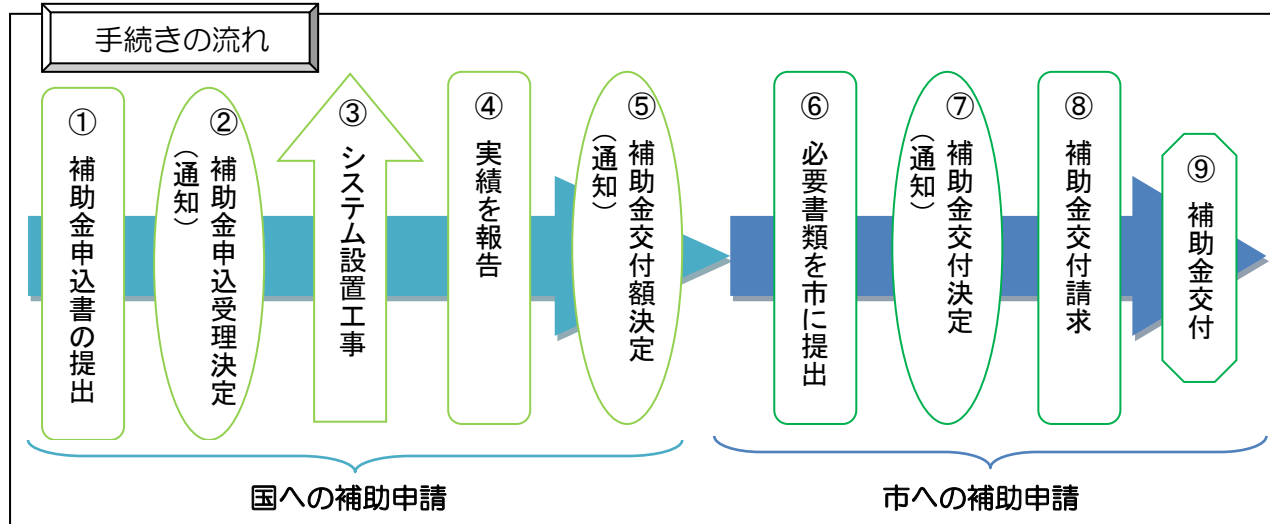 手続きの流れ
① 補助金申込書の提出
② 補助金申込受理決定
（通知）
③ システム設置工事
④ 実績を報告
⑤ 補助金交付額決定
（通知）
⑥ 必要書類を市に提出
⑦ 補助金交付決定
（通知）
⑧ 補助金交付請求
⑨ 補助金交付
国への補助申請
市への補助申請